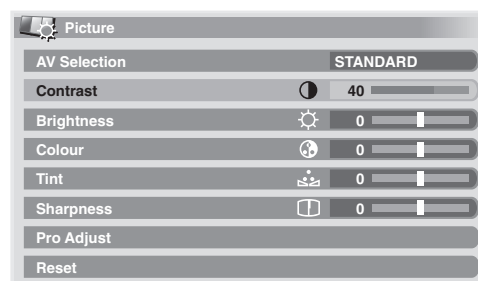 Picture
AV Selection STANDARD
Contrast 40
Brightness 0
Colour 0
Tint 0
Sharpness 0
Pro Adjust
Reset